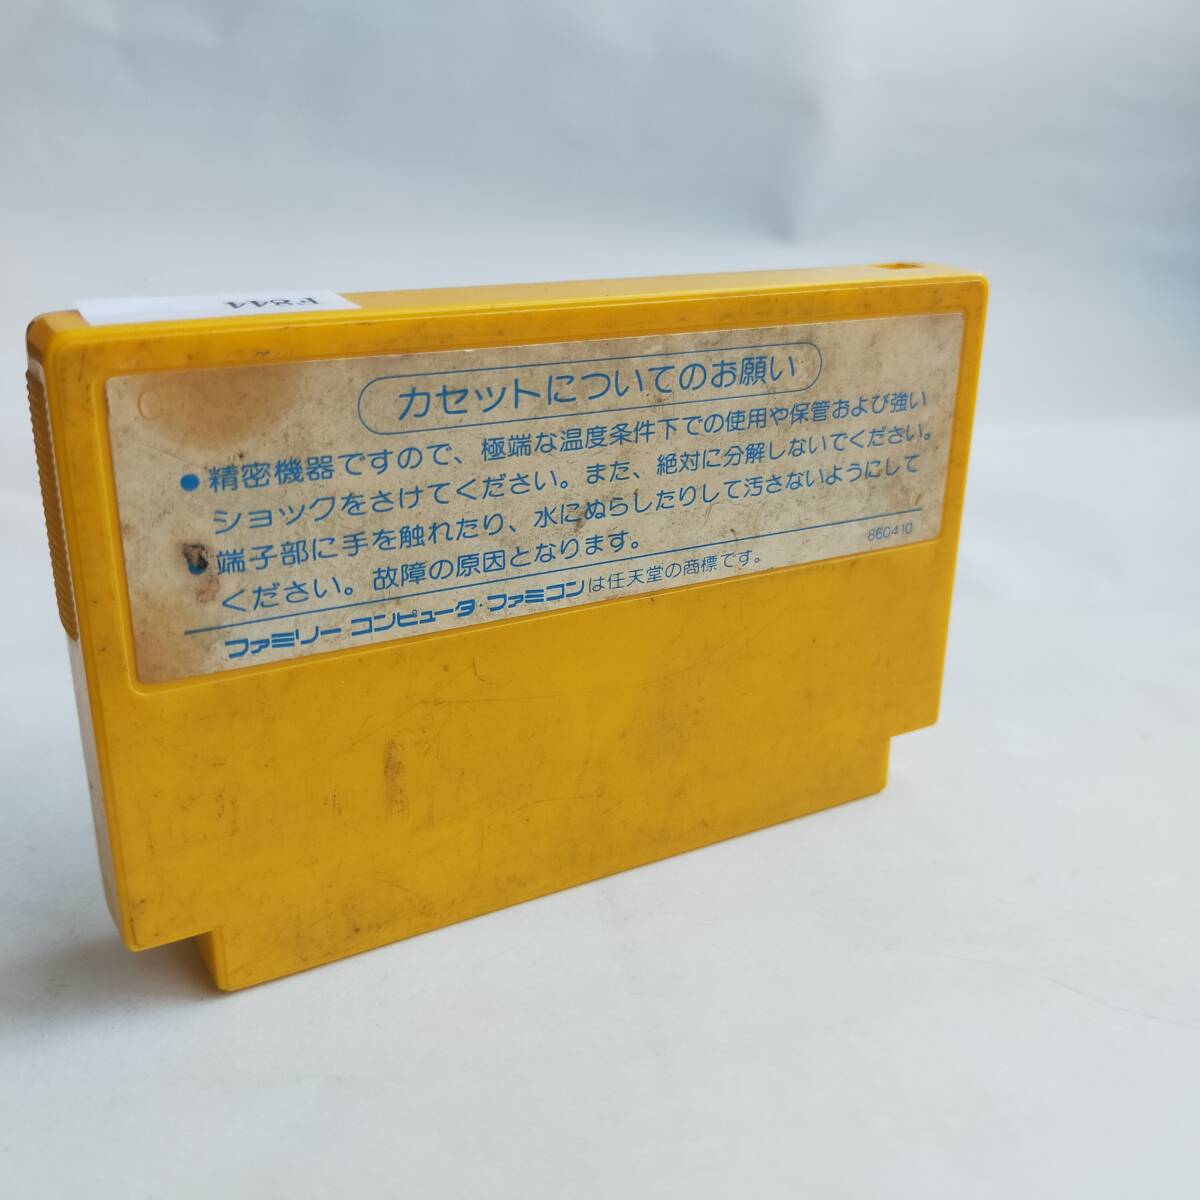 F844
カセットについてのお願い
●精密機器ですので、極端な温度条件下での使用や保管および強い
ショックをさけてください。また、絶対に分解しないでください。
●端子部に手を触れたり、水にぬらしたりして汚さないようにして
ください。故障の原因となります。
860410
ファミリーコンピュータ・ファミコンは任天堂の商標です。